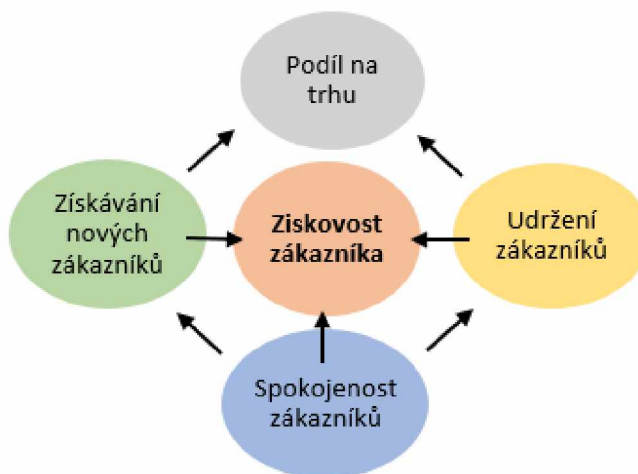 Podíl na
trhu
Získávání
nových
zákazníků
Ziskovost
zákazníka
Udržení
zákazníků
Spokojenost
zákazníků